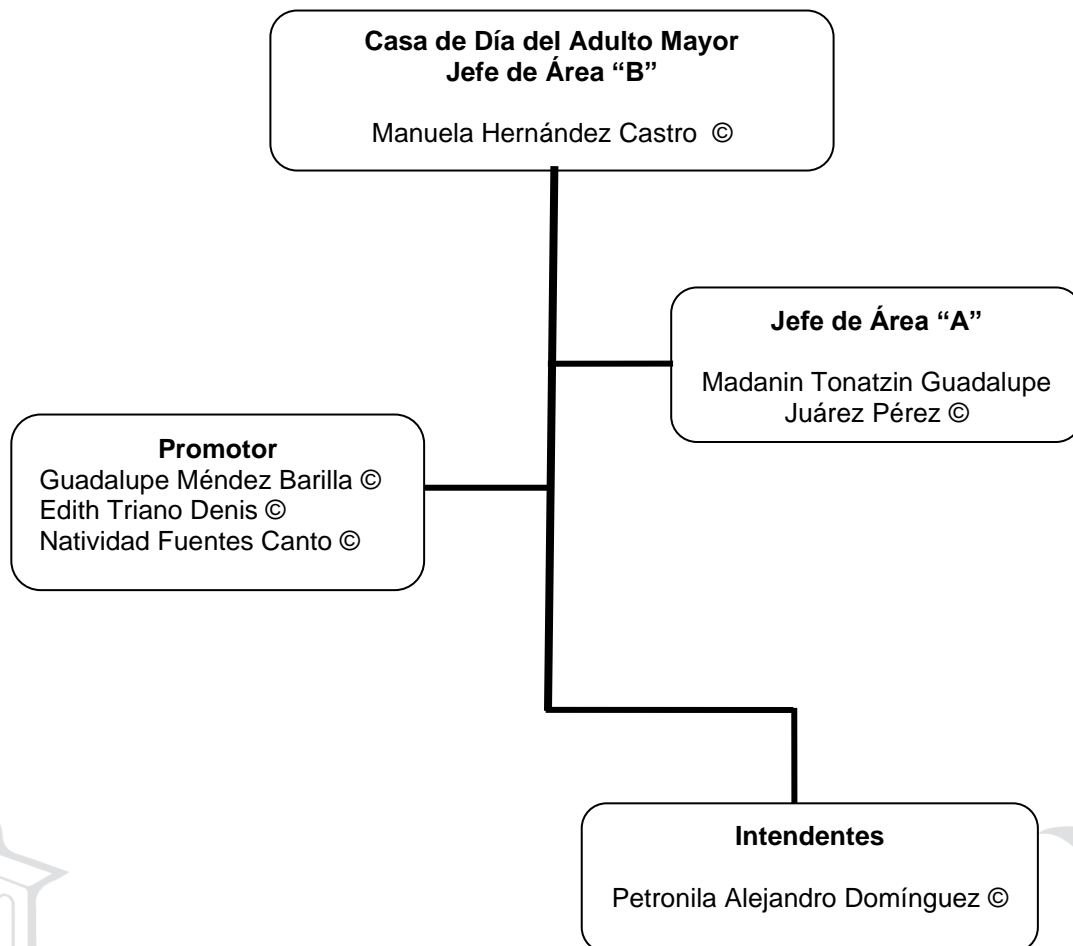 Casa de Día del Adulto Mayor
Jefe de Área “B”
Manuela Hernández Castro ©
Jefe de Área “A”
Madanin Tonatzin Guadalupe
Juárez Pérez ©
Promotor
Guadalupe Méndez Barilla ©
Edith Triano Denis ©
Natividad Fuentes Canto ©
Intendentes
Petronila Alejandro Domínguez ©